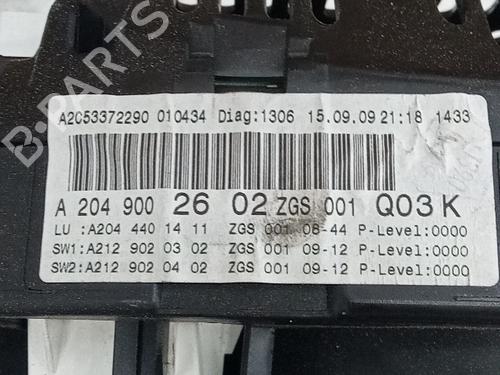 A2C53372290 010434 Diag:1306 15.09.09 21:18 1433
A 204 900 26 02 ZGS 001 Q03 K
LU : A204 440 14 11 ZGS 001 08-44 P-Level:0000
SW1: A212 902 03 02 ZGS 001 09-12 P-Level:0000
SW2: A212 902 04 02 ZGS 001 09-12 P-Level:0000
B-PARTS